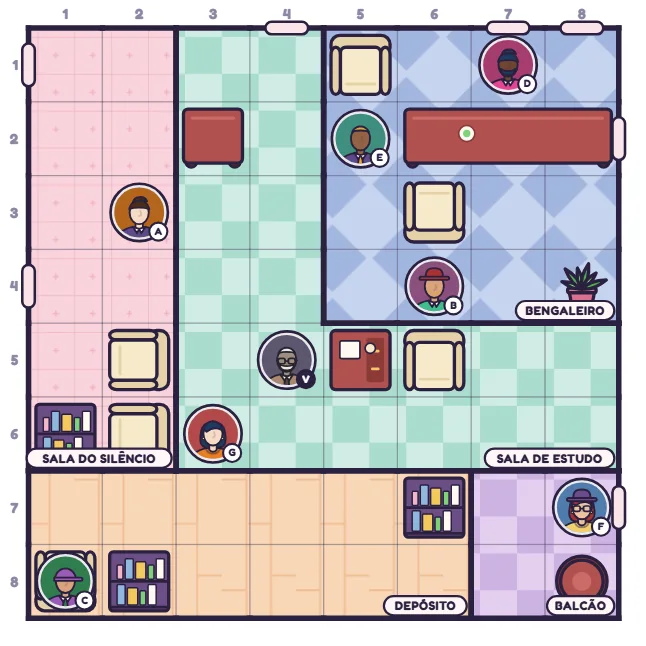 1 2 3 4 5 6 7 8
1
D
2
E
3
A
4
B
BENGALEIRO
5
V
6
G
SALA DO SILÊNCIO
SALA DE ESTUDO
7
F
8
C
DEPÓSITO
BALCÃO